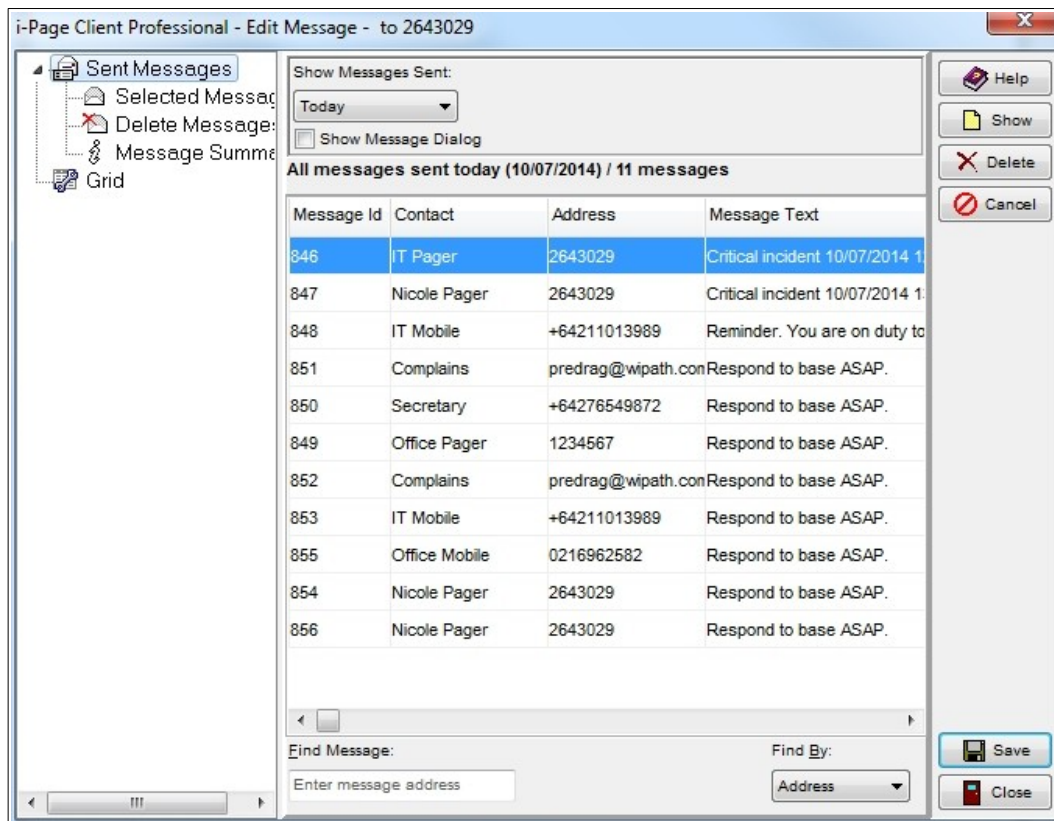 i-Page Client Professional - Edit Message - to 2643029
Sent Messages
Selected Messag
Delete Message
Message Summa
Grid
Show Messages Sent:
Today
Show Message Dialog
All messages sent today (10/07/2014) / 11 messages
Message Id Contact Address Message Text
846 IT Pager 2643029 Critical incident 10/07/2014 1
847 Nicole Pager 2643029 Critical incident 10/07/2014 1
848 IT Mobile +64211013989 Reminder. You are on duty to
851 Complains predrag@wipath.com Respond to base ASAP.
850 Secretary +64276549872 Respond to base ASAP.
849 Office Pager 1234567 Respond to base ASAP.
852 Complains predrag@wipath.com Respond to base ASAP.
853 IT Mobile +64211013989 Respond to base ASAP.
855 Office Mobile 0216962582 Respond to base ASAP.
854 Nicole Pager 2643029 Respond to base ASAP.
856 Nicole Pager 2643029 Respond to base ASAP.
Find Message:
Enter message address
Find By:
Address
Help
Show
Delete
Cancel
Save
Close